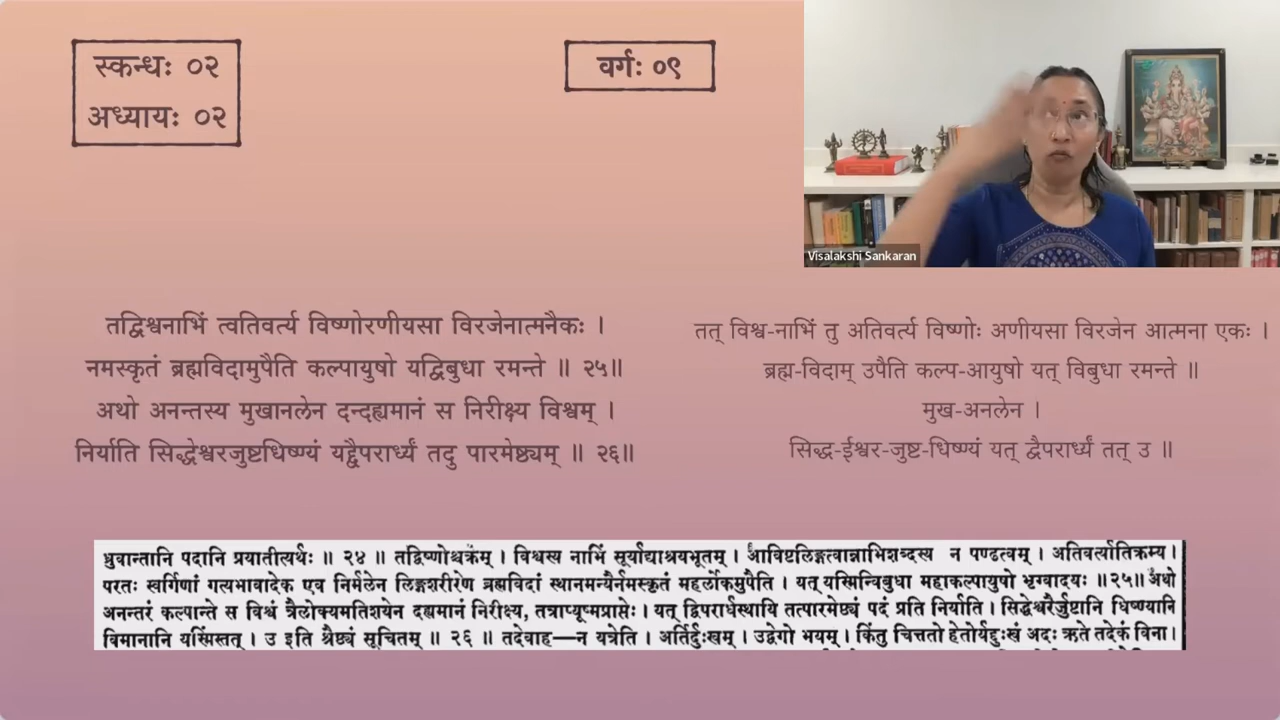 स्कन्धः ०२
अध्यायः ०२
वर्गः ०९
Visalakshi Sankaran
तद्विश्वनाभिं त्वतिवर्त्य विष्णोरणीयसा विरजेनात्मनैकः ।
नमस्कृतं ब्रह्मविदामुपैति कल्पायुषो यद्विबुधा रमन्ते ॥ २५॥
अथो अनन्तस्य मुखानलेन दन्दह्यमानं स निरीक्ष्य विश्वम् ।
निर्याति सिद्धेश्वरजुष्टधिष्ण्यं यद्द्वैपरार्ध्यं तदु पारमेष्ठ्यम् ॥ २६॥
तत् विश्व-नाभिं तु अतिवर्त्य विष्णोः अणीयसा विरजेन आत्मना एकः ।
ब्रह्म-विदाम् उपैति कल्प-आयुषो यत् विबुधा रमन्ते ॥
मुख-अनलेन ।
सिद्ध-ईश्वर-जुष्ट-धिष्ण्यं यत् द्वैपरार्ध्यं तत् उ ॥
ध्रुवान्तानि पदानि प्रयातीत्यर्थः ॥ २४ ॥ तद्विष्णोश्चक्रम् । विश्वस्य नाभिं सूर्याद्याश्रयभूतम् । आविष्टलिङ्गत्वान्नाभिशब्दस्य न षण्ढत्वम् । अतिवर्त्यातिक्रम्य ।
परतः स्वर्गिणां गत्यभावादेक एव निर्मलेन लिङ्गशरीरेण ब्रह्मविदां स्थानमन्यैर्नमस्कृतं महर्लोकमुपैति । यत् यस्मिन्विबुधा महाकल्पायुषो भृग्वादयः ॥२५॥ अथो
अनन्तरं कल्पान्ते स विश्वं त्रैलोक्यमतिशयेन दह्यमानं निरीक्ष्य, तत्राप्यूष्मप्राप्तेः । यत् द्विपरार्धस्थायि तत्पारमेष्ठ्यं पदं प्रति निर्याति । सिद्धेश्वरैर्जुष्टानि धिष्ण्यानि
विमानानि यस्मिंस्तत् । उ इति श्रैष्ठ्यं सूचितम् ॥ २६ ॥ तदेवाह—न यत्रेति । अर्तिर्दुःखम् । उद्वेगो भयम् । किंतु चित्ततो हेतोर्यद्दुःखं अदः ऋते तदेकं विना ।